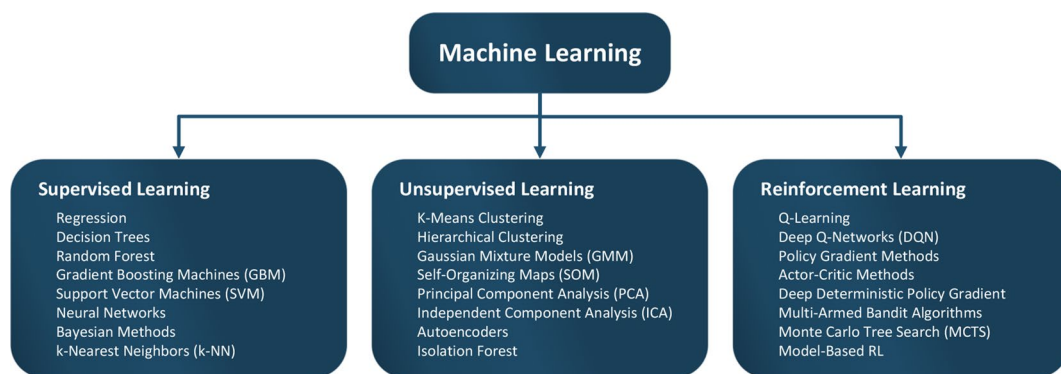 Machine Learning
Supervised Learning
Regression
Decision Trees
Random Forest
Gradient Boosting Machines (GBM)
Support Vector Machines (SVM)
Neural Networks
Bayesian Methods
k-Nearest Neighbors (k-NN)
Unsupervised Learning
K-Means Clustering
Hierarchical Clustering
Gaussian Mixture Models (GMM)
Self-Organizing Maps (SOM)
Principal Component Analysis (PCA)
Independent Component Analysis (ICA)
Autoencoders
Isolation Forest
Reinforcement Learning
Q-Learning
Deep Q-Networks (DQN)
Policy Gradient Methods
Actor-Critic Methods
Deep Deterministic Policy Gradient
Multi-Armed Bandit Algorithms
Monte Carlo Tree Search (MCTS)
Model-Based RL